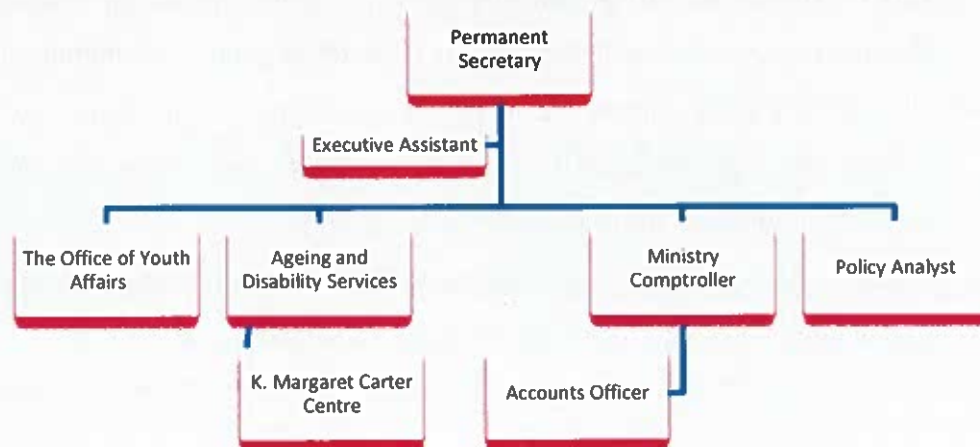 Permanent
Secretary
Executive Assistant
The Office of Youth
Affairs
Ageing and
Disability Services
Ministry
Comptroller
Policy Analyst
K. Margaret Carter
Centre
Accounts Officer